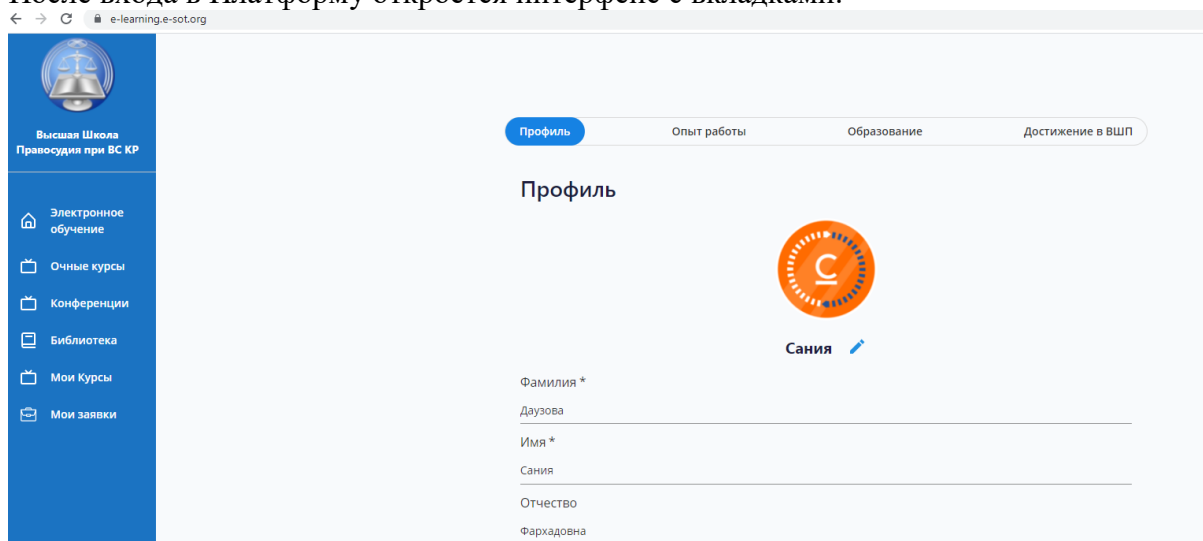 После входа в Платформу откроется интерфейс с вкладками:
e-learning.e-sot.org
Высшая Школа
Правосудия при ВС КР
Электронное
обучение
Очные курсы
Конференции
Библиотека
Мои Курсы
Мои заявки
Профиль Опыт работы Образование Достижение в ВШП
Профиль
Сания
Фамилия *
Даузова
Имя *
Сания
Отчество
Фархадовна